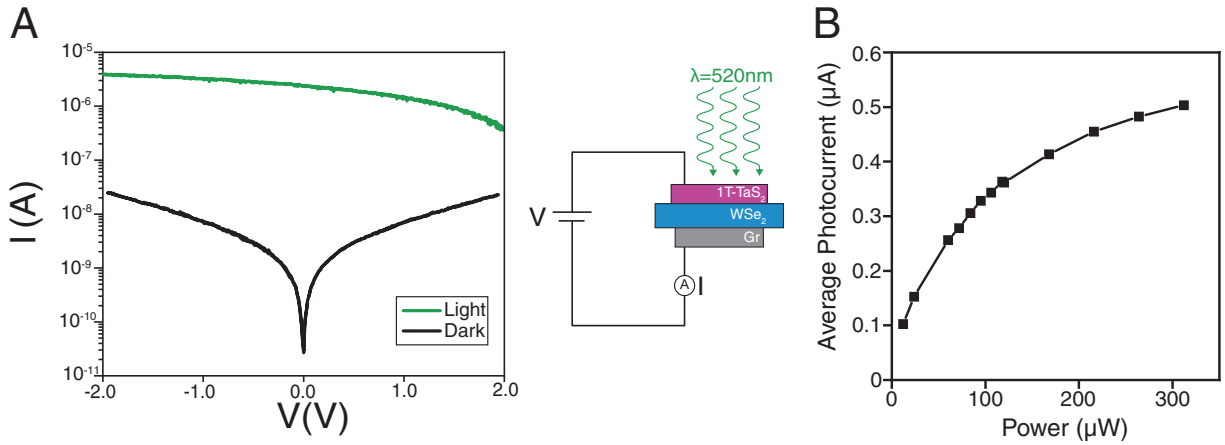 A
I (A)
10⁻⁵
10⁻⁶
10⁻⁷
10⁻⁸
10⁻⁹
10⁻¹⁰
10⁻¹¹
Light
Dark
-2.0
-1.0
0.0
1.0
2.0
V(V)
λ=520nm
1T-TaS₂
WSe₂
Gr
V
A
I
B
Average Photocurrent (µA)
0.6
0.5
0.4
0.3
0.2
0.1
0
0
100
200
300
Power (µW)